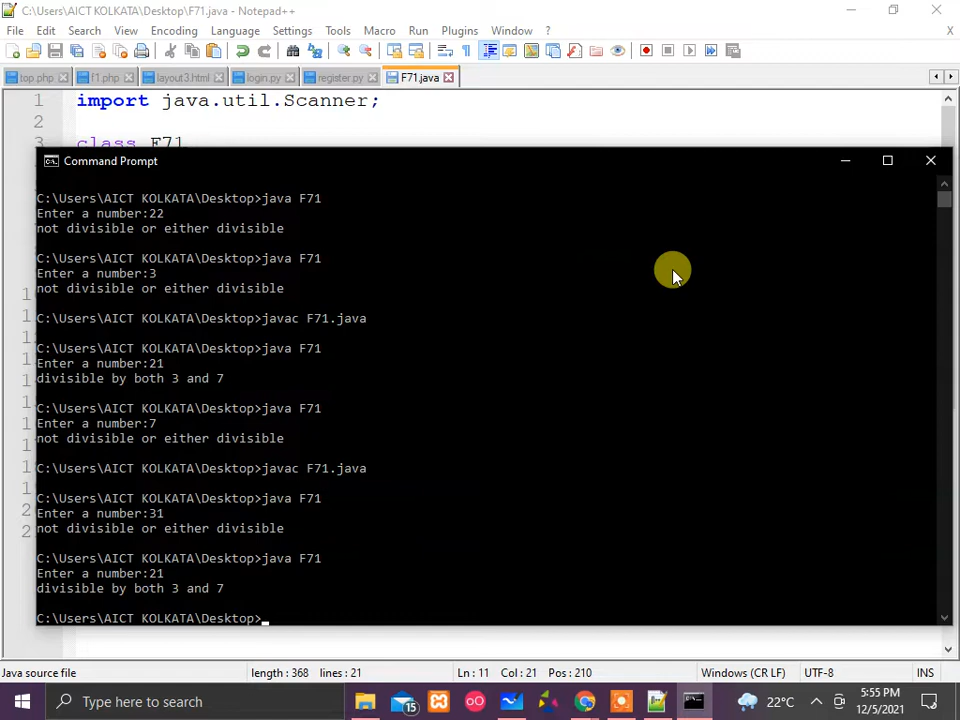 C:\Users\AICT KOLKATA\Desktop\F71.java - Notepad++
File Edit Search View Encoding Language Settings Tools Macro Run Plugins Window ? X
top.php f1.php layout3.html login.py register.py F71.java
1 import java.util.Scanner;
2
3 class F71
Command Prompt
C:\Users\AICT KOLKATA\Desktop>java F71
Enter a number:22
not divisible or either divisible
C:\Users\AICT KOLKATA\Desktop>java F71
Enter a number:3
not divisible or either divisible
C:\Users\AICT KOLKATA\Desktop>javac F71.java
C:\Users\AICT KOLKATA\Desktop>java F71
Enter a number:21
divisible by both 3 and 7
C:\Users\AICT KOLKATA\Desktop>java F71
Enter a number:7
not divisible or either divisible
C:\Users\AICT KOLKATA\Desktop>javac F71.java
C:\Users\AICT KOLKATA\Desktop>java F71
Enter a number:31
not divisible or either divisible
C:\Users\AICT KOLKATA\Desktop>java F71
Enter a number:21
divisible by both 3 and 7
C:\Users\AICT KOLKATA\Desktop>
Java source file length : 368 lines : 21 Ln : 11 Col : 21 Pos : 210 Windows (CR LF) UTF-8 INS
Type here to search 15 22°C 5:55 PM
12/5/2021